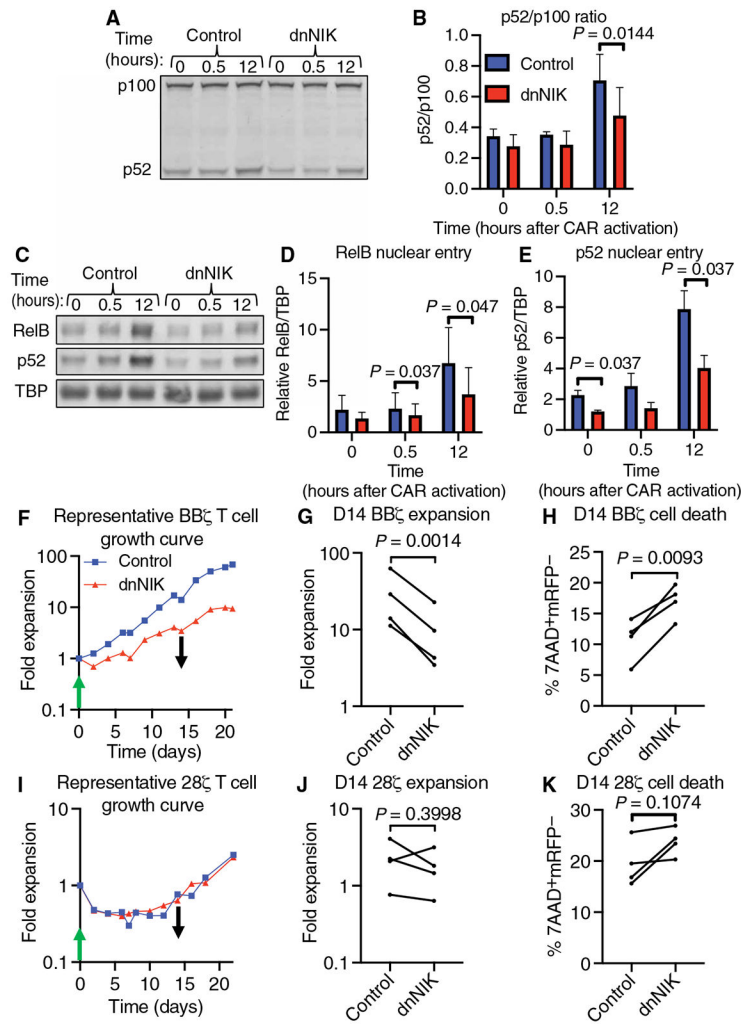 A
Time
(hours):
Control
dnNIK
0 0.5 12 0 0.5 12
p100
p52
B
p52/p100 ratio
P = 0.0144
Control
dnNIK
p52/p100
1.0
0.8
0.6
0.4
0.2
0.0
0 0.5 12
Time (hours after CAR activation)
C
Time
(hours):
Control
dnNIK
0 0.5 12 0 0.5 12
RelB
p52
TBP
D
RelB nuclear entry
P = 0.047
P = 0.037
Relative RelB/TBP
15
10
5
0
0 0.5 12
Time
(hours after CAR activation)
E
p52 nuclear entry
P = 0.037
P = 0.037
Relative p52/TBP
10
8
6
4
2
0
0 0.5 12
Time
(hours after CAR activation)
F
Representative BBζ T cell
growth curve
Control
dnNIK
Fold expansion
100
10
1
0.1
0 5 10 15 20
Time (days)
G
D14 BBζ expansion
P = 0.0014
Fold expansion
100
10
1
Control
dnNIK
H
D14 BBζ cell death
P = 0.0093
% 7AAD+mRFP−
25
20
15
10
5
0
Control
dnNIK
I
Representative 28ζ T cell
growth curve
Fold expansion
10
1
0.1
0 5 10 15 20
Time (days)
J
D14 28ζ expansion
P = 0.3998
Fold expansion
10
1
0.1
Control
dnNIK
K
D14 28ζ cell death
P = 0.1074
% 7AAD+mRFP−
30
20
10
0
Control
dnNIK